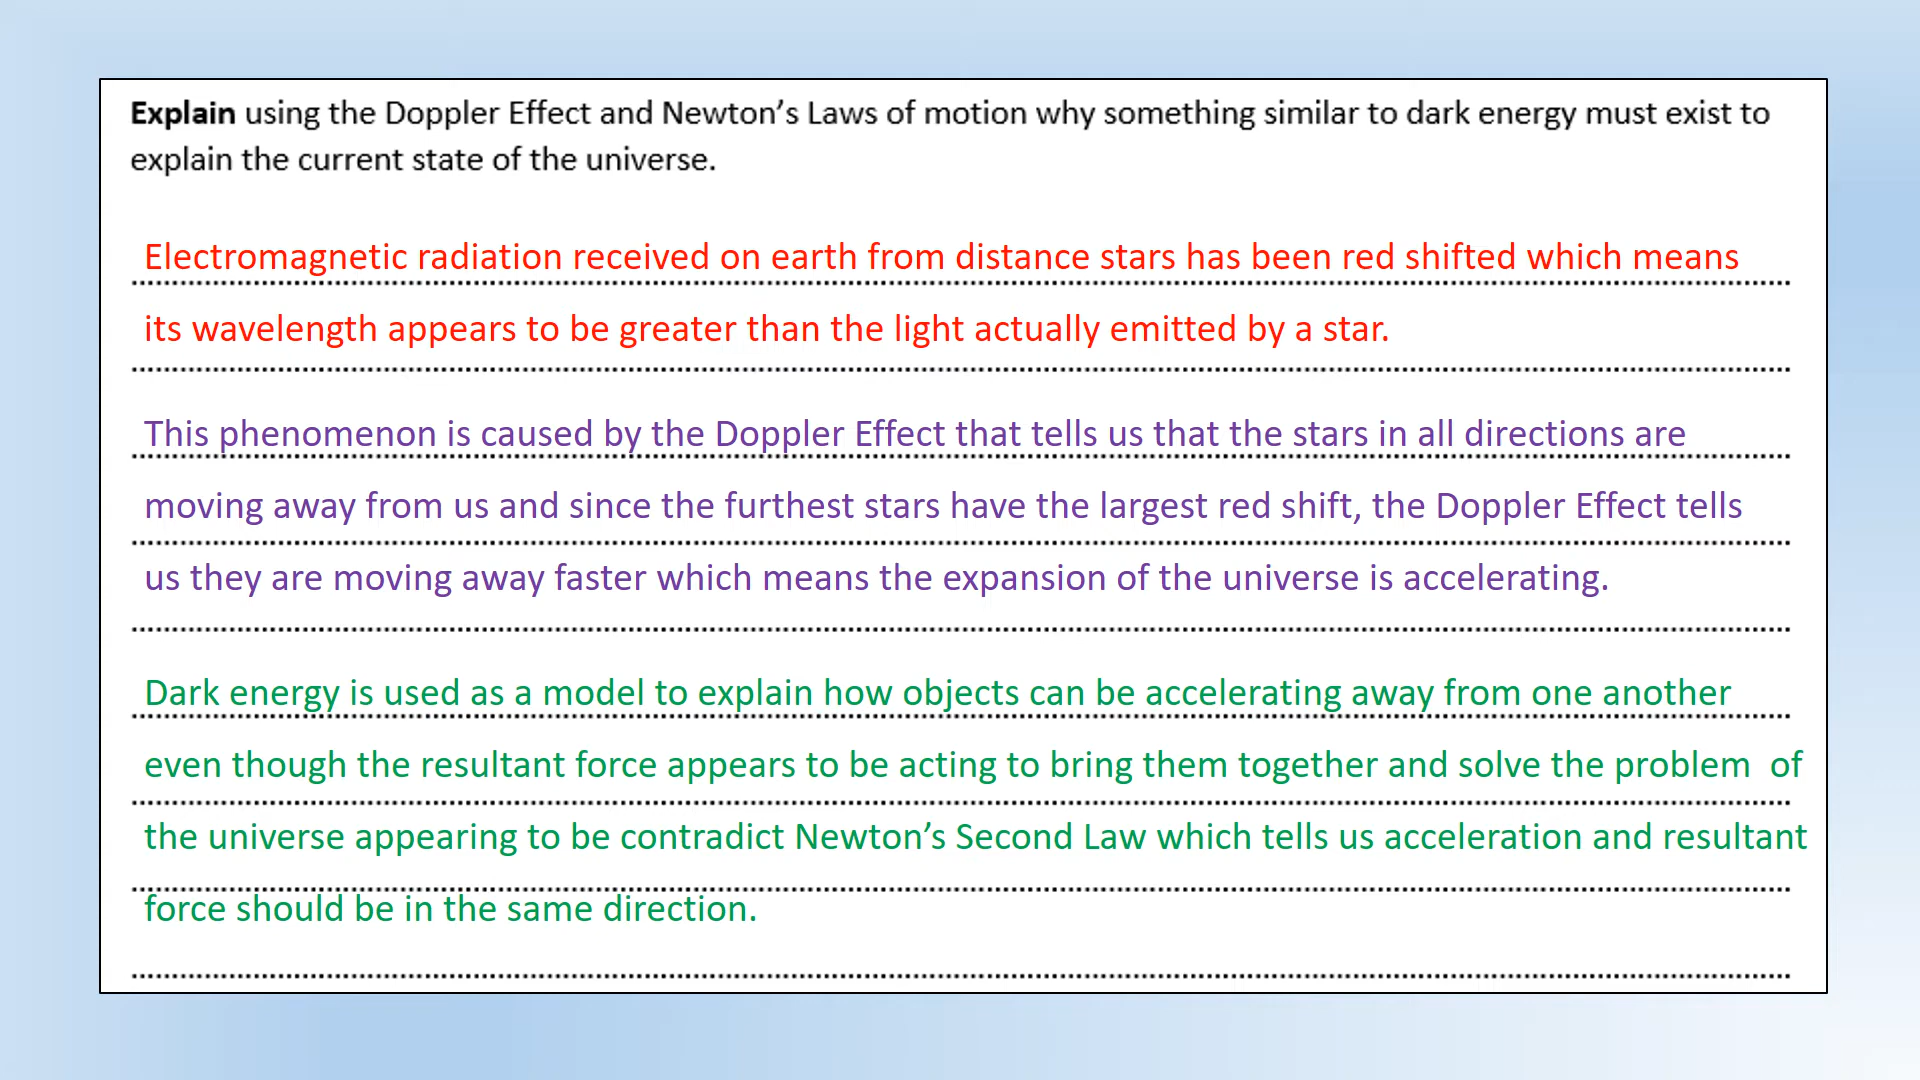 Explain using the Doppler Effect and Newton’s Laws of motion why something similar to dark energy must exist to
explain the current state of the universe.
Electromagnetic radiation received on earth from distance stars has been red shifted which means
its wavelength appears to be greater than the light actually emitted by a star.
This phenomenon is caused by the Doppler Effect that tells us that the stars in all directions are
moving away from us and since the furthest stars have the largest red shift, the Doppler Effect tells
us they are moving away faster which means the expansion of the universe is accelerating.
Dark energy is used as a model to explain how objects can be accelerating away from one another
even though the resultant force appears to be acting to bring them together and solve the problem  of
the universe appearing to be contradict Newton’s Second Law which tells us acceleration and resultant
force should be in the same direction.